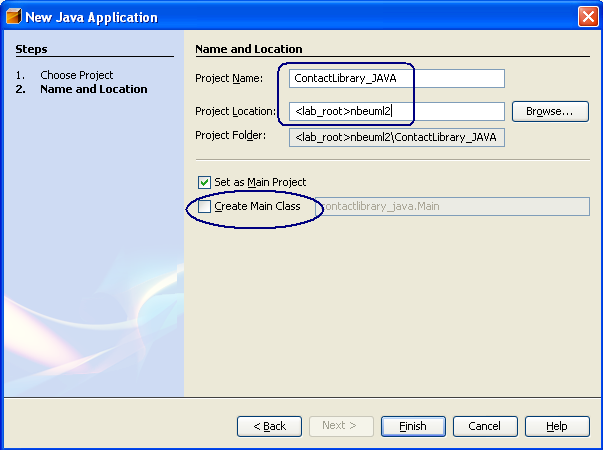 New Java Application
Steps
1. Choose Project
2. Name and Location
Name and Location
Project Name: ContactLibrary_JAVA
Project Location: <lab_root>nbeuml2 Browse...
Project Folder: <lab_root>nbeuml2\ContactLibrary_JAVA
Set as Main Project
Create Main Class contactlibrary_java.Main
< Back Next > Finish Cancel Help